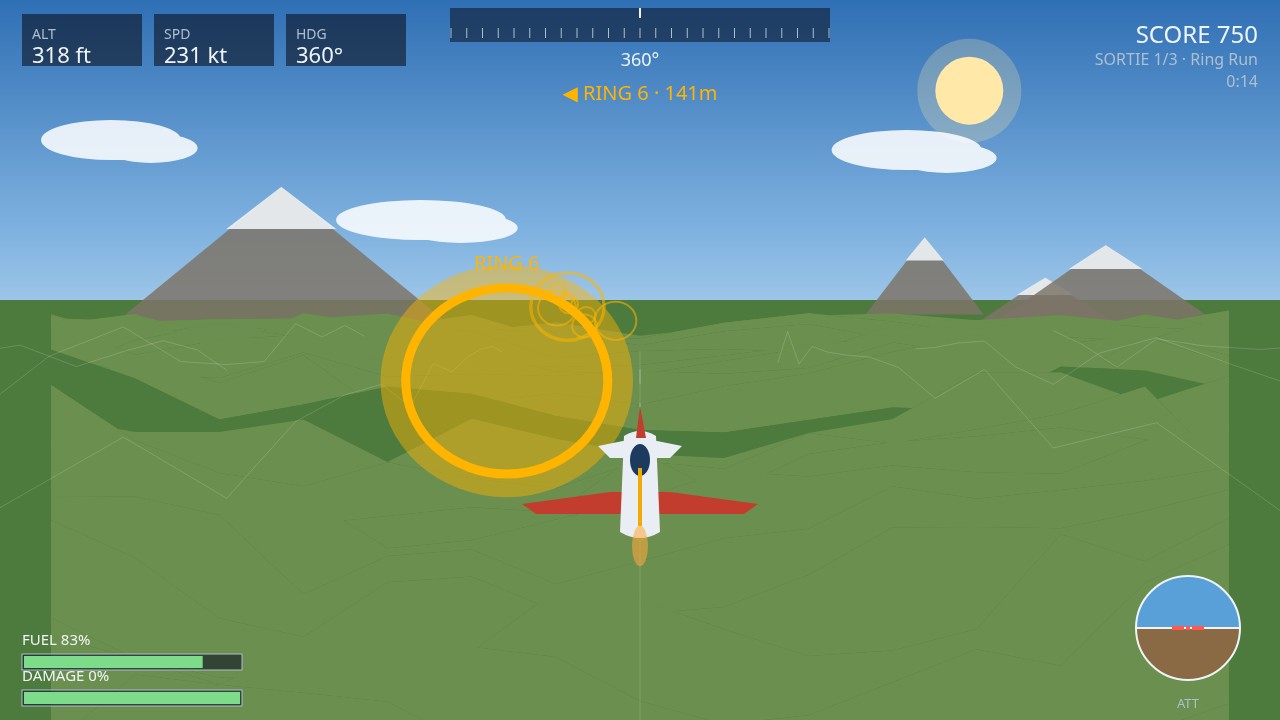 ALT
318 ft
SPD
231 kt
HDG
360°
360°
◀ RING 6 · 141m
SCORE 750
SORTIE 1/3 · Ring Run
0:14
RING 6
FUEL 83%
DAMAGE 0%
ATT